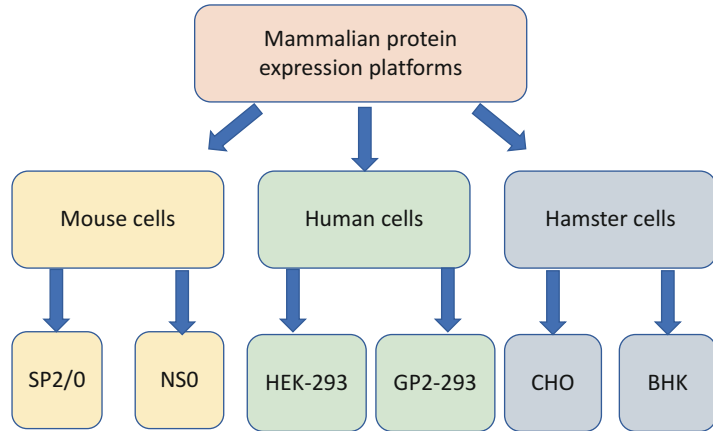 Mammalian protein
expression platforms
Mouse cells
Human cells
Hamster cells
SP2/0
NS0
HEK-293
GP2-293
CHO
BHK